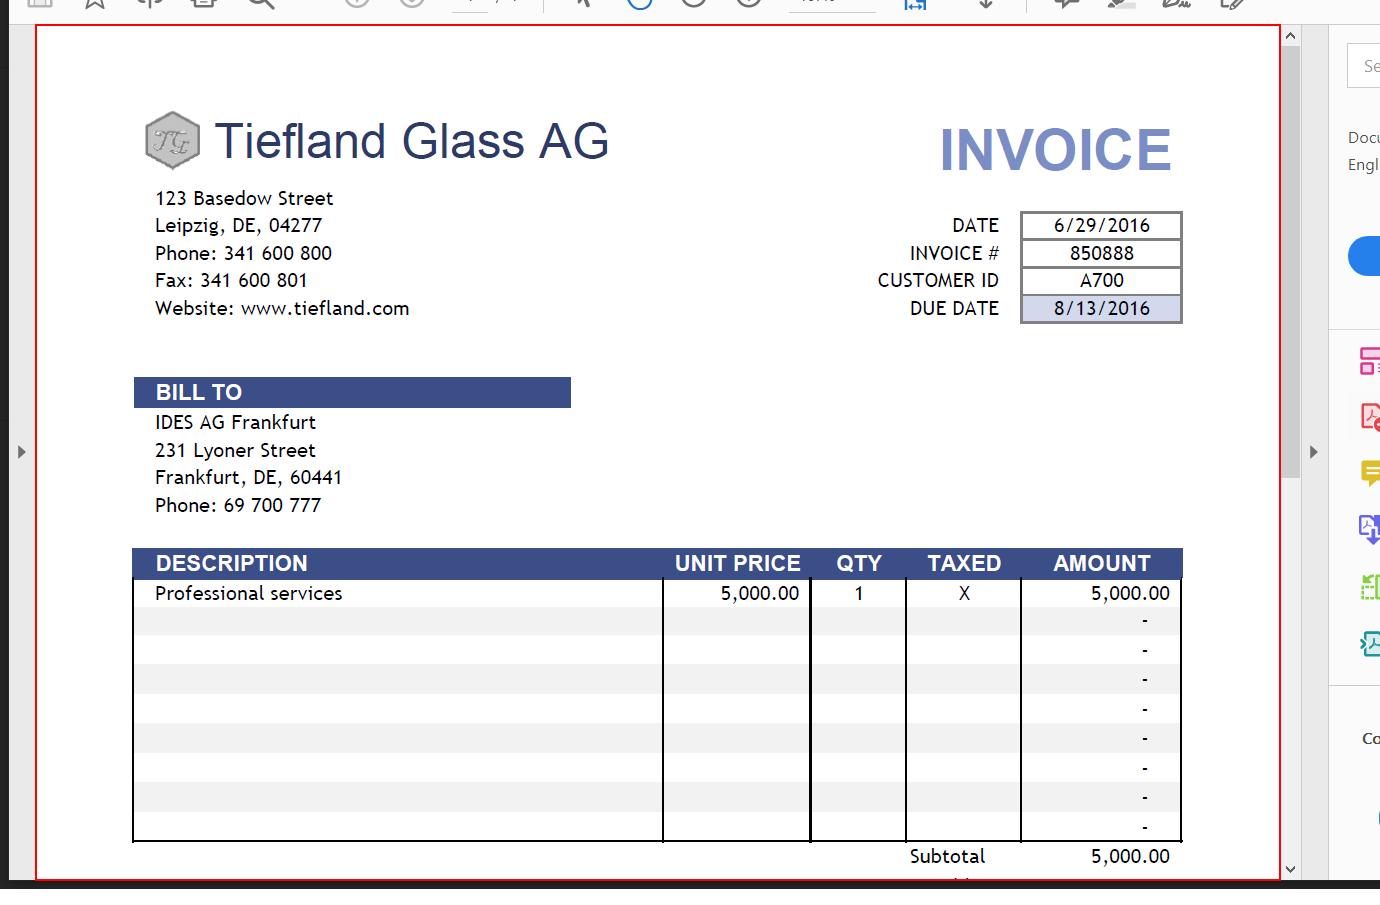 Tiefland Glass AG
INVOICE
123 Basedow Street
Leipzig, DE, 04277
Phone: 341 600 800
Fax: 341 600 801
Website: www.tiefland.com
DATE 6/29/2016
INVOICE # 850888
CUSTOMER ID A700
DUE DATE 8/13/2016
BILL TO
IDES AG Frankfurt
231 Lyoner Street
Frankfurt, DE, 60441
Phone: 69 700 777
DESCRIPTION UNIT PRICE QTY TAXED AMOUNT
Professional services 5,000.00 1 X 5,000.00
-
-
-
-
-
-
-
-
Subtotal 5,000.00
Se
Docu
Engl
Co